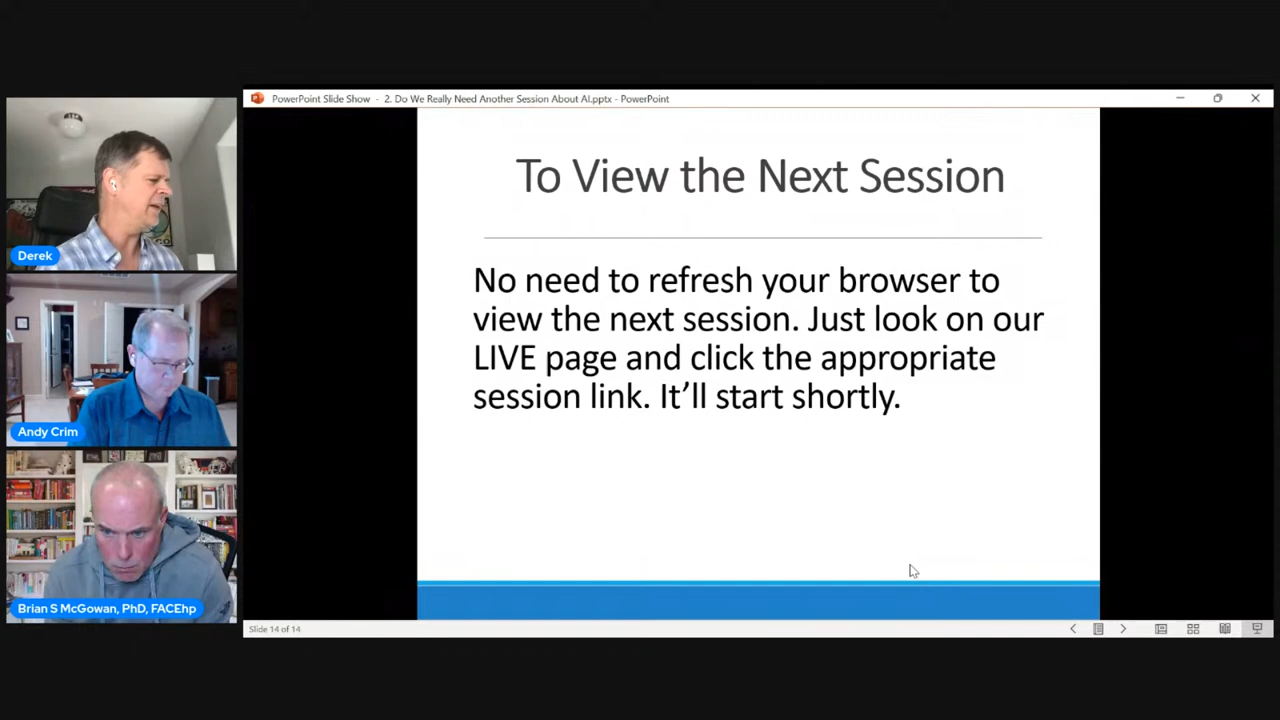 PowerPoint Slide Show - 2. Do We Really Need Another Session About AI.pptx - PowerPoint
To View the Next Session
No need to refresh your browser to
view the next session. Just look on our
LIVE page and click the appropriate
session link. It’ll start shortly.
Slide 14 of 14
Derek
Andy Crim
Brian S McGowan, PhD, FACEhp